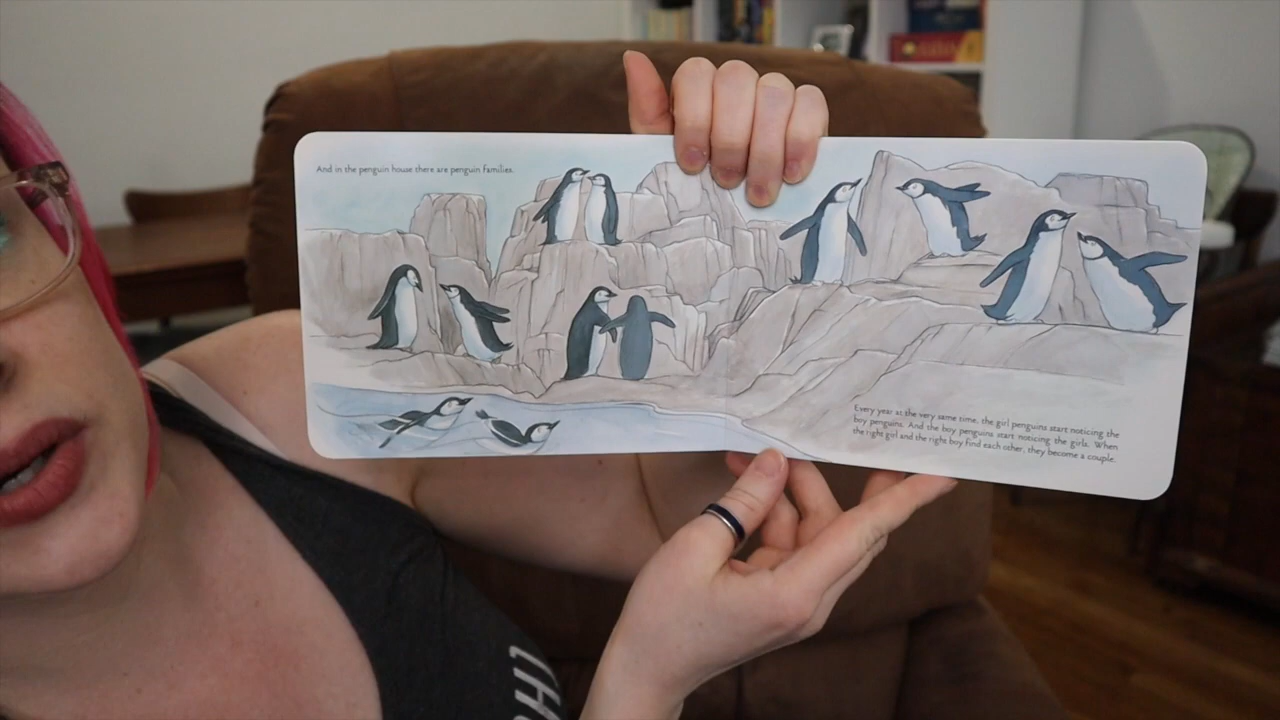 And in the penguin house there are penguin families.
Every year at the very same time, the girl penguins start noticing the
boy penguins. And the boy penguins start noticing the girls. When
the right girl and the right boy find each other, they become a couple.